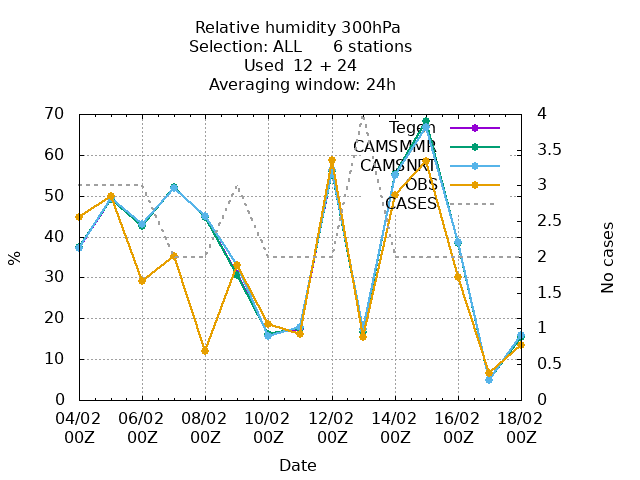 Relative humidity 300hPa
Selection: ALL      6 stations
Used  12 + 24
Averaging window: 24h
70
60
50
40
30
20
10
0
%
4
3.5
3
2.5
2
1.5
1
0.5
0
No cases
Tegen
CAMSMMR
CAMSNIT
OBS
CASES
04/02 06/02 08/02 10/02 12/02 14/02 16/02 18/02
00Z 00Z 00Z 00Z 00Z 00Z 00Z 00Z
Date